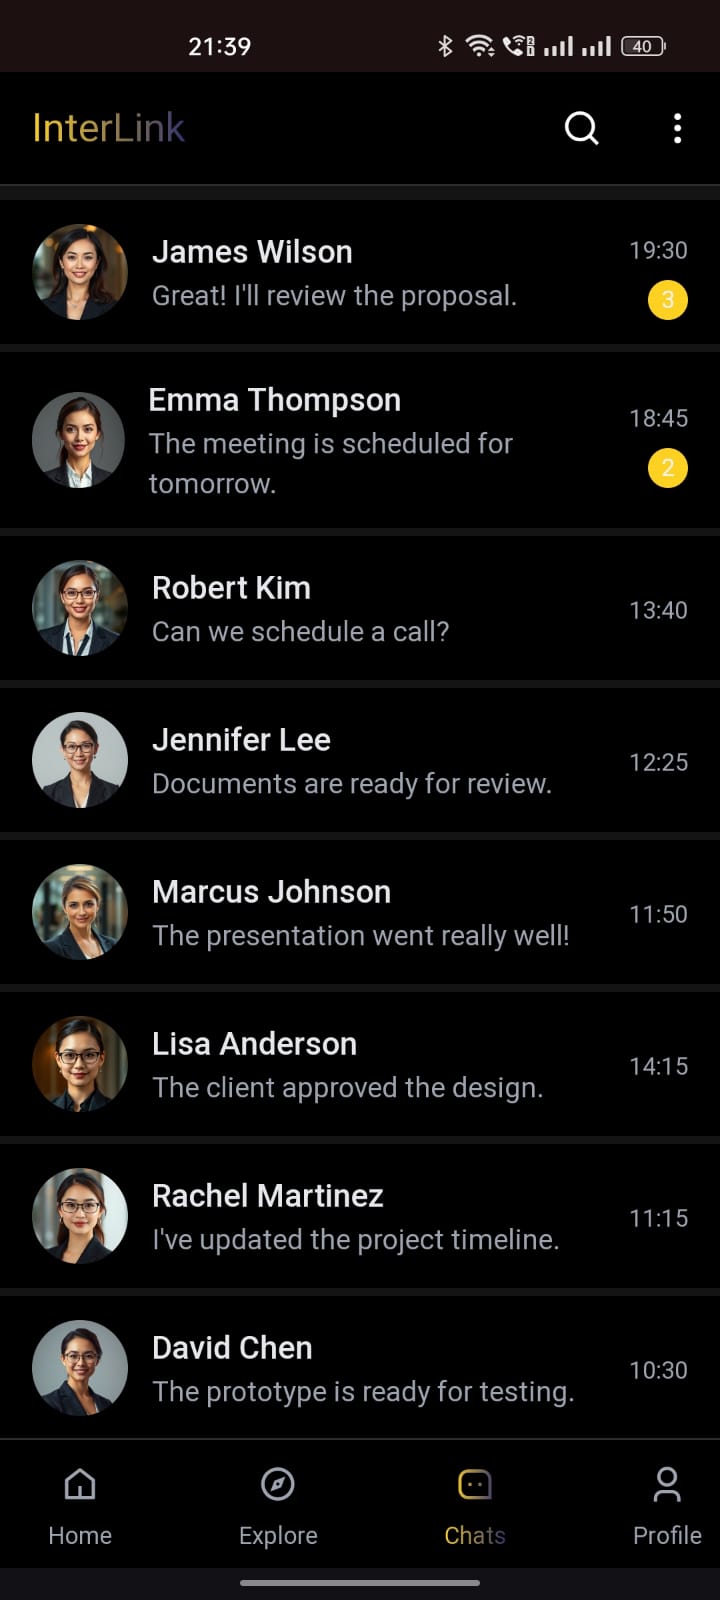 21:39
40
InterLink
James Wilson
19:30
Great! I'll review the proposal.
3
Emma Thompson
18:45
The meeting is scheduled for
tomorrow.
2
Robert Kim
13:40
Can we schedule a call?
Jennifer Lee
12:25
Documents are ready for review.
Marcus Johnson
11:50
The presentation went really well!
Lisa Anderson
14:15
The client approved the design.
Rachel Martinez
11:15
I've updated the project timeline.
David Chen
10:30
The prototype is ready for testing.
Home Explore Chats Profile